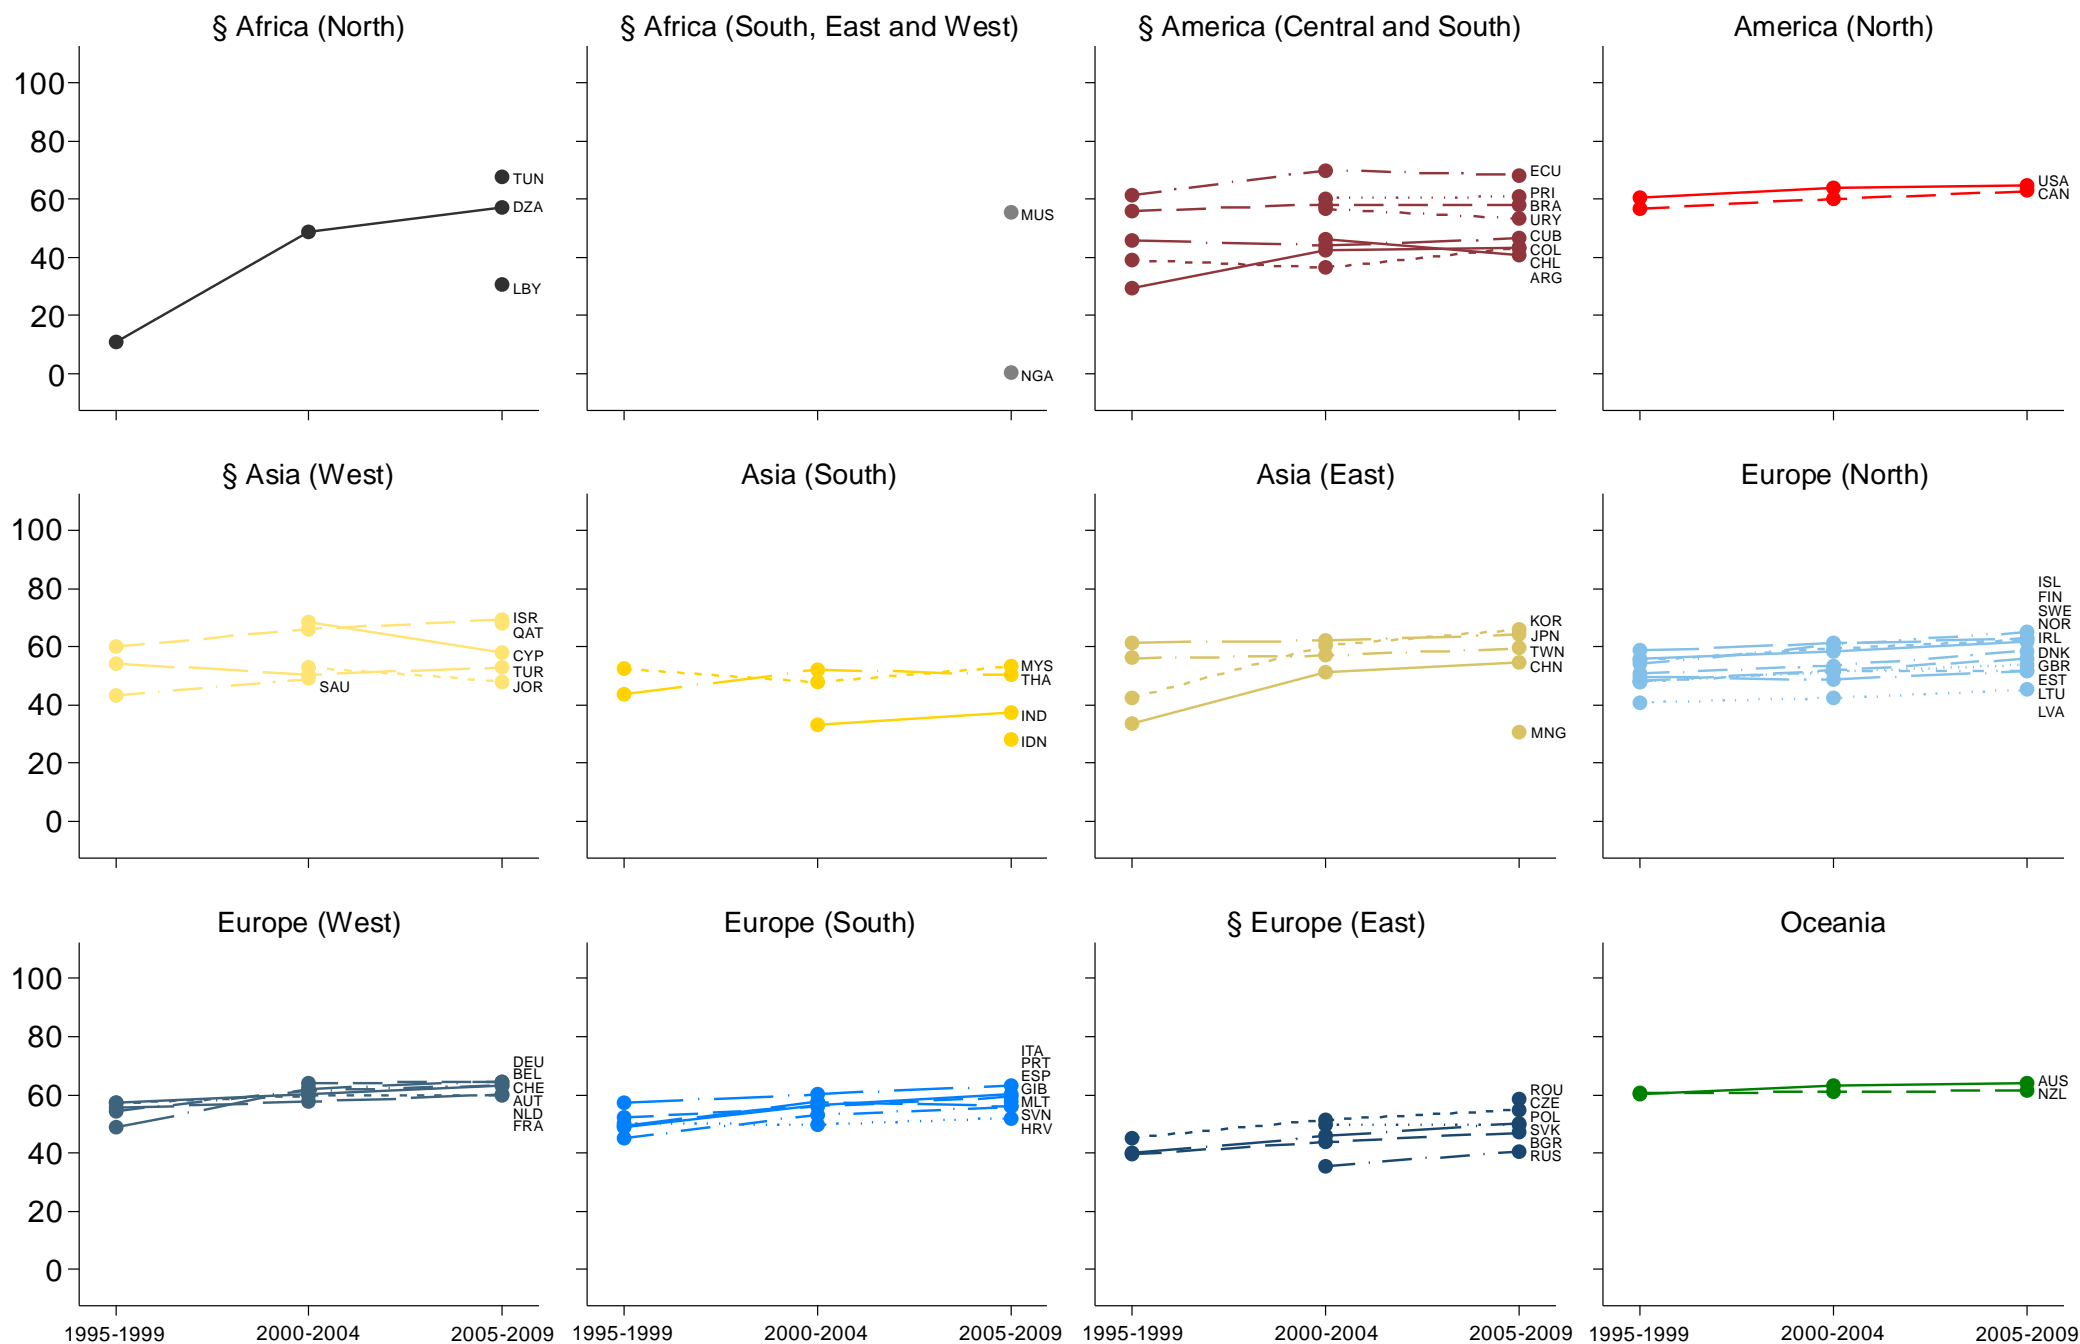 § Africa (North)
§ Africa (South, East and West)
§ America (Central and South)
America (North)
100
80
60
40
20
0
TUN
DZA
LBY
MUS
NGA
ECU
PRI
BRA
URY
CUB
COL
CHL
ARG
USA
CAN
§ Asia (West)
Asia (South)
Asia (East)
Europe (North)
100
80
60
40
20
0
ISR
QAT
CYP
TUR
JOR
SAU
MYS
THA
IND
IDN
KOR
JPN
TWN
CHN
MNG
ISL
FIN
SWE
NOR
IRL
DNK
GBR
EST
LTU
LVA
Europe (West)
Europe (South)
§ Europe (East)
Oceania
100
80
60
40
20
0
DEU
BEL
CHE
AUT
NLD
FRA
ITA
PRT
ESP
GIB
MLT
SVN
HRV
ROU
CZE
POL
SVK
BGR
RUS
AUS
NZL
1995-1999
2000-2004
2005-2009
1995-1999
2000-2004
2005-2009
1995-1999
2000-2004
2005-2009
1995-1999
2000-2004
2005-2009